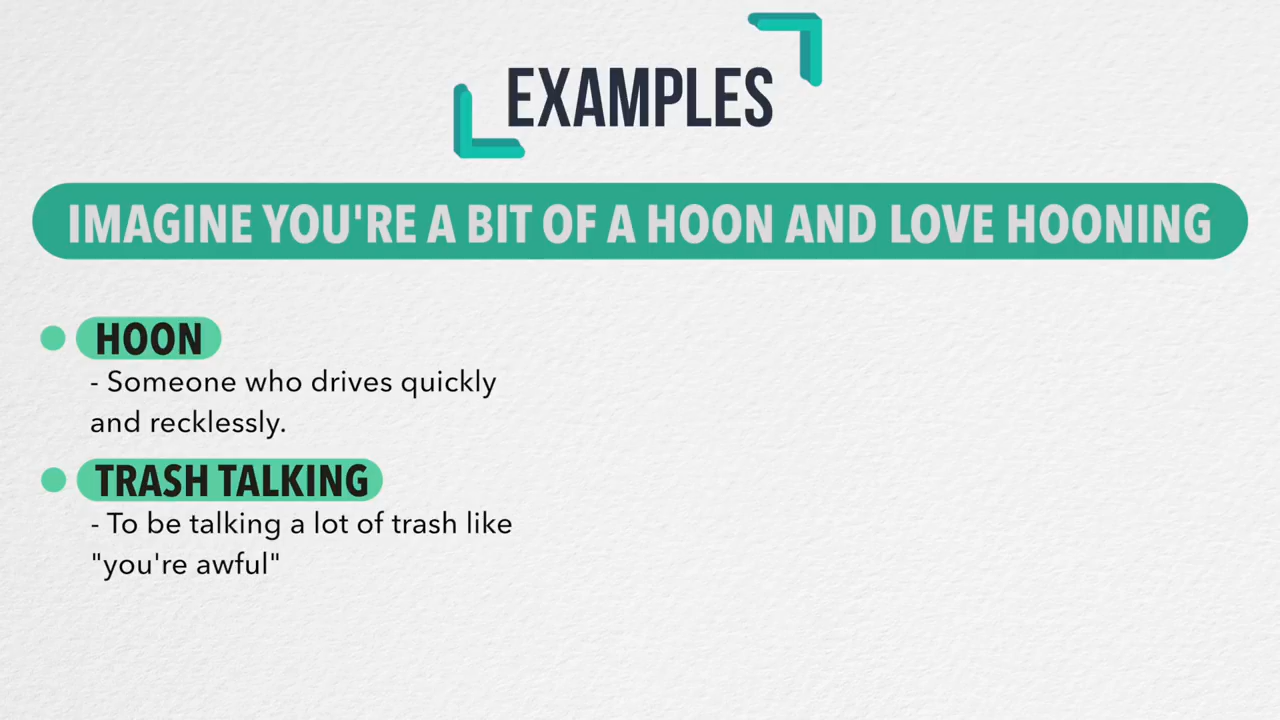 EXAMPLES
IMAGINE YOU'RE A BIT OF A HOON AND LOVE HOONING
HOON
- Someone who drives quickly
and recklessly.
TRASH TALKING
- To be talking a lot of trash like
"you're awful"